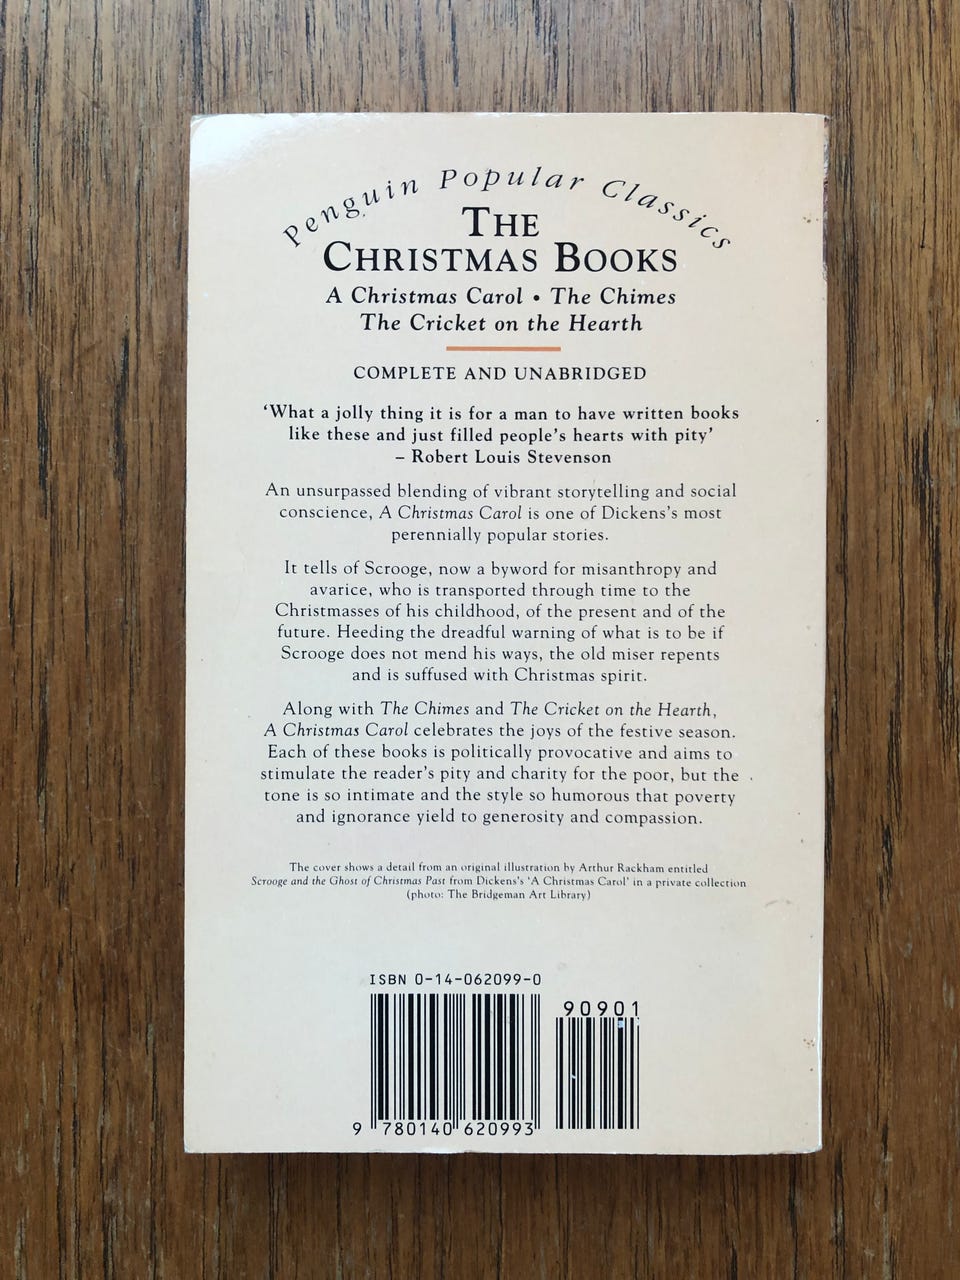 Penguin Popular Classics
THE
CHRISTMAS BOOKS
A Christmas Carol • The Chimes
The Cricket on the Hearth
COMPLETE AND UNABRIDGED
‘What a jolly thing it is for a man to have written books
like these and just filled people’s hearts with pity’
– Robert Louis Stevenson
An unsurpassed blending of vibrant storytelling and social
conscience, A Christmas Carol is one of Dickens’s most
perennially popular stories.
It tells of Scrooge, now a byword for misanthropy and
avarice, who is transported through time to the
Christmasses of his childhood, of the present and of the
future. Heeding the dreadful warning of what is to be if
Scrooge does not mend his ways, the old miser repents
and is suffused with Christmas spirit.
Along with The Chimes and The Cricket on the Hearth,
A Christmas Carol celebrates the joys of the festive season.
Each of these books is politically provocative and aims to
stimulate the reader’s pity and charity for the poor, but the
tone is so intimate and the style so humorous that poverty
and ignorance yield to generosity and compassion.
The cover shows a detail from an original illustration by Arthur Rackham entitled
Scrooge and the Ghost of Christmas Past from Dickens’s ‘A Christmas Carol’ in a private collection
(photo: The Bridgeman Art Library)
ISBN 0-14-062099-0
90901
9 780140 620993